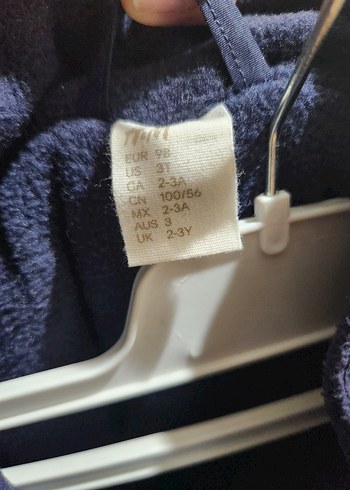 EUR 98
US 3T
CA 2-3A
CN 100/56
MX 2-3A
AUS 3
UK 2-3Y